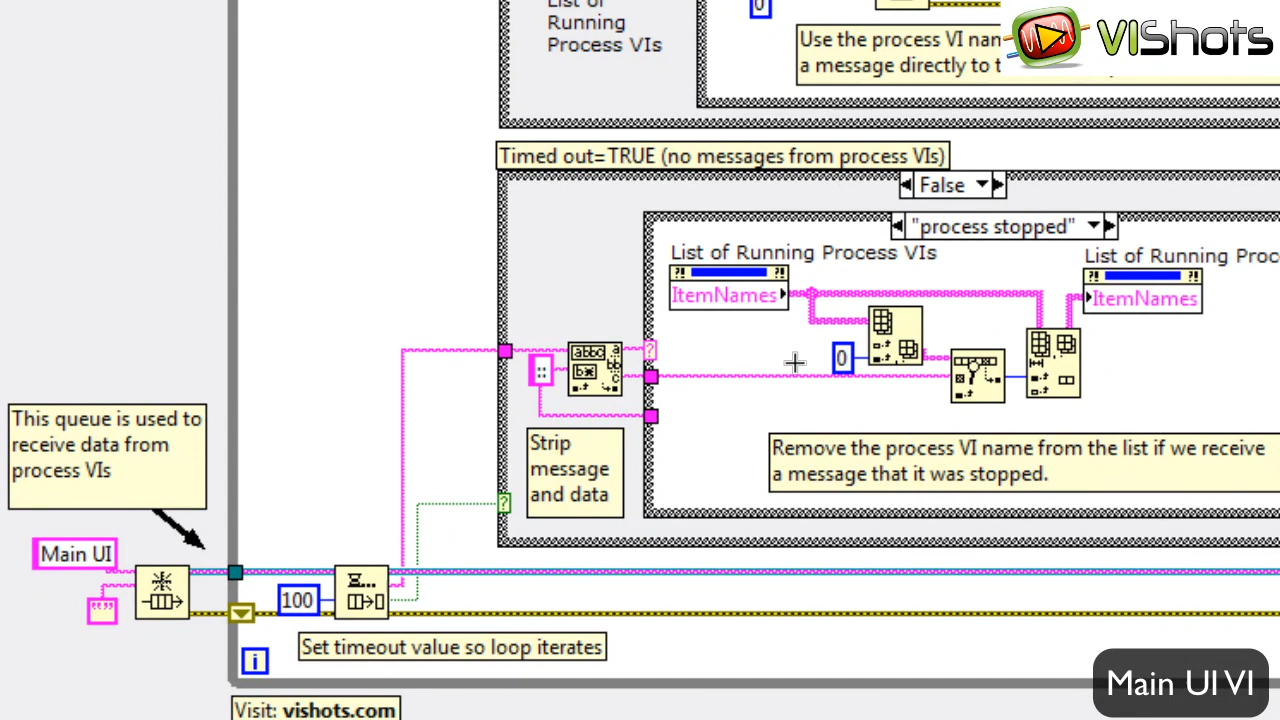 List of
Running
Process VIs
0
Use the process VI
a message directly to
VIShots
Timed out=TRUE (no messages from process VIs)
False
"process stopped"
List of Running Process VIs
ItemNames
List of Running
ItemNames
0
::
Strip
message
and data
Remove the process VI name from the list if we receive
a message that it was stopped.
This queue is used to
receive data from
process VIs
Main UI
100
i
Set timeout value so loop iterates
Visit: vishots.com
Main UI VI